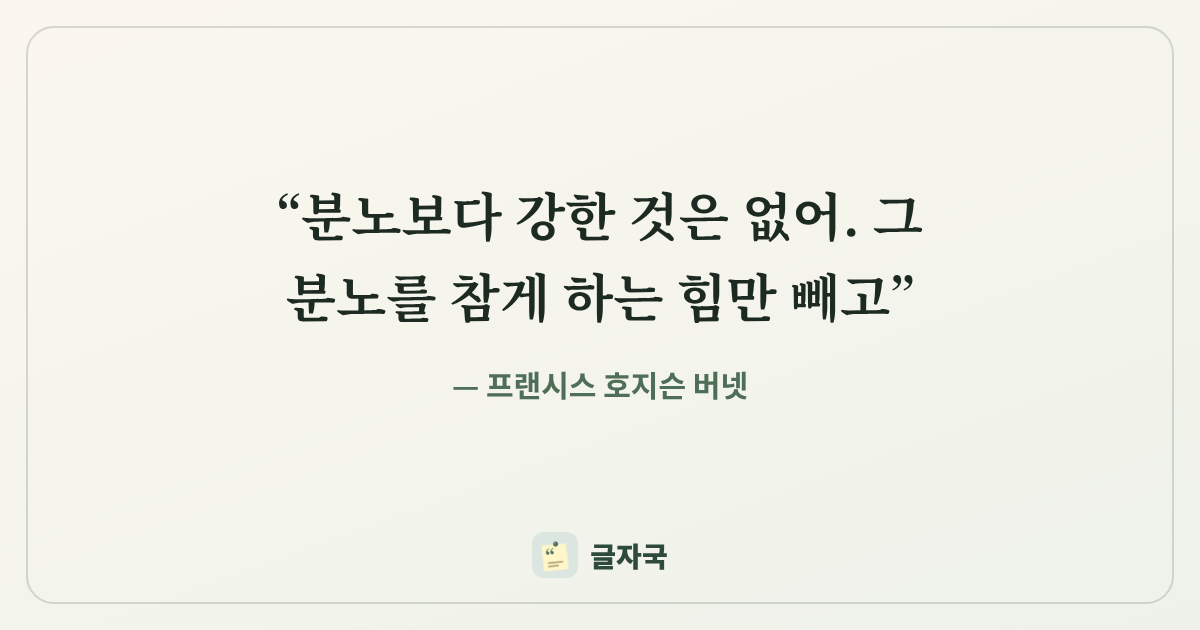 “분노보다 강한 것은 없어. 그
분노를 참게 하는 힘만 빼고”
— 프랜시스 호지슨 버넷
글자국